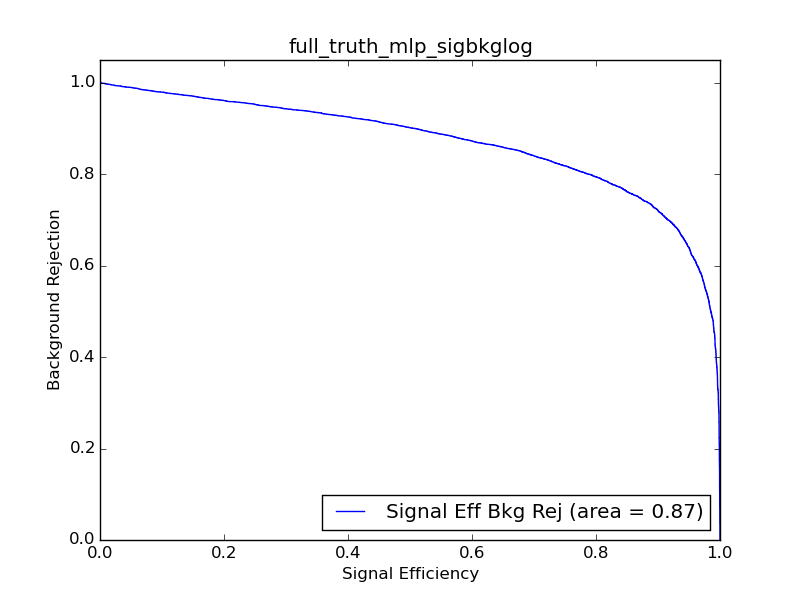 full_truth_mlp_sigbkglog
1.0
0.8
0.6
0.4
0.2
0.0
Background Rejection
Signal Eff Bkg Rej (area = 0.87)
0.0 0.2 0.4 0.6 0.8 1.0
Signal Efficiency